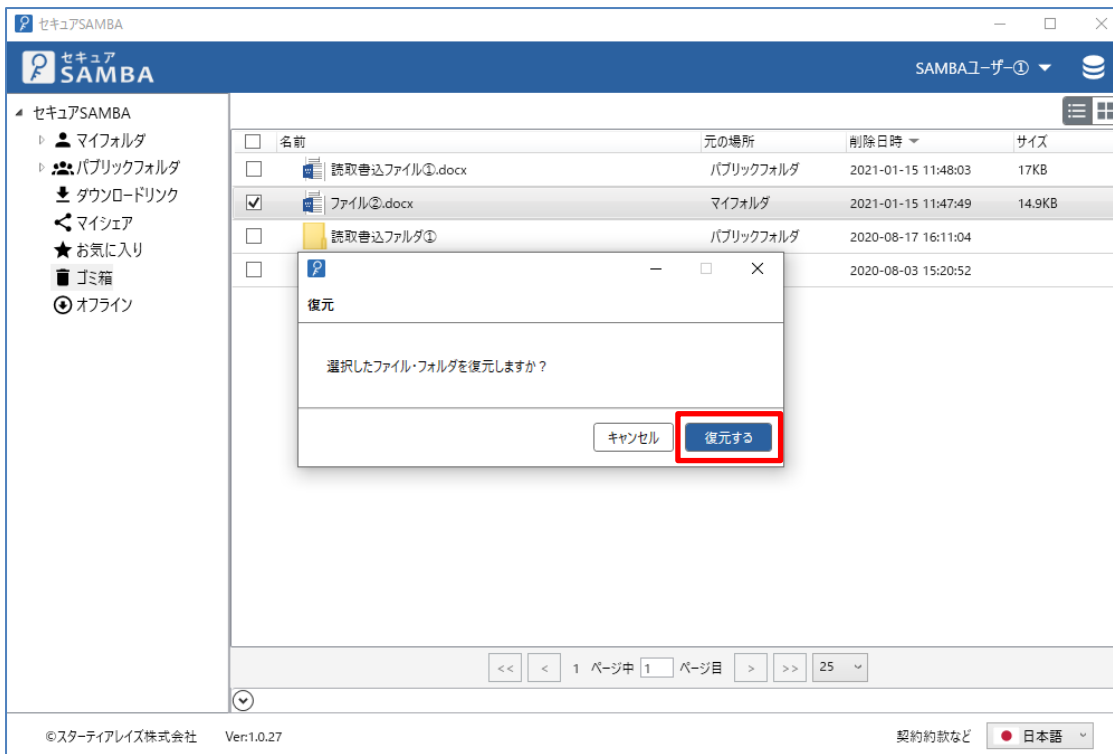 セキュアSAMBA
セキュア
SAMBA
SAMBAユーザー①
セキュアSAMBA
マイフォルダ
パブリックフォルダ
ダウンロードリンク
マイシェア
お気に入り
ゴミ箱
オフライン
名前 元の場所 削除日時 サイズ
読取書込ファイル①.docx パブリックフォルダ 2021-01-15 11:48:03 17KB
ファイル②.docx マイフォルダ 2021-01-15 11:47:49 14.9KB
読取書込ファルダ① パブリックフォルダ 2020-08-17 16:11:04
2020-08-03 15:20:52
復元
選択したファイル・フォルダを復元しますか？
キャンセル 復元する
<< < 1 ページ中 1 ページ目 > >> 25
©スターティアレイズ株式会社 Ver:1.0.27 契約約款など 日本語